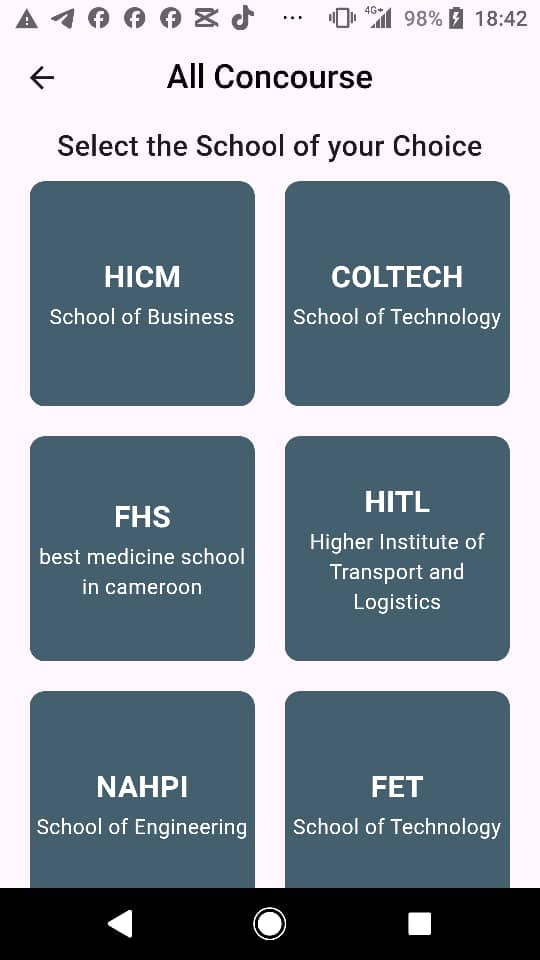 4G+ 98% 18:42
All Concourse
Select the School of your Choice
HICM
School of Business
COLTECH
School of Technology
FHS
best medicine school
in cameroon
HITL
Higher Institute of
Transport and
Logistics
NAHPI
School of Engineering
FET
School of Technology